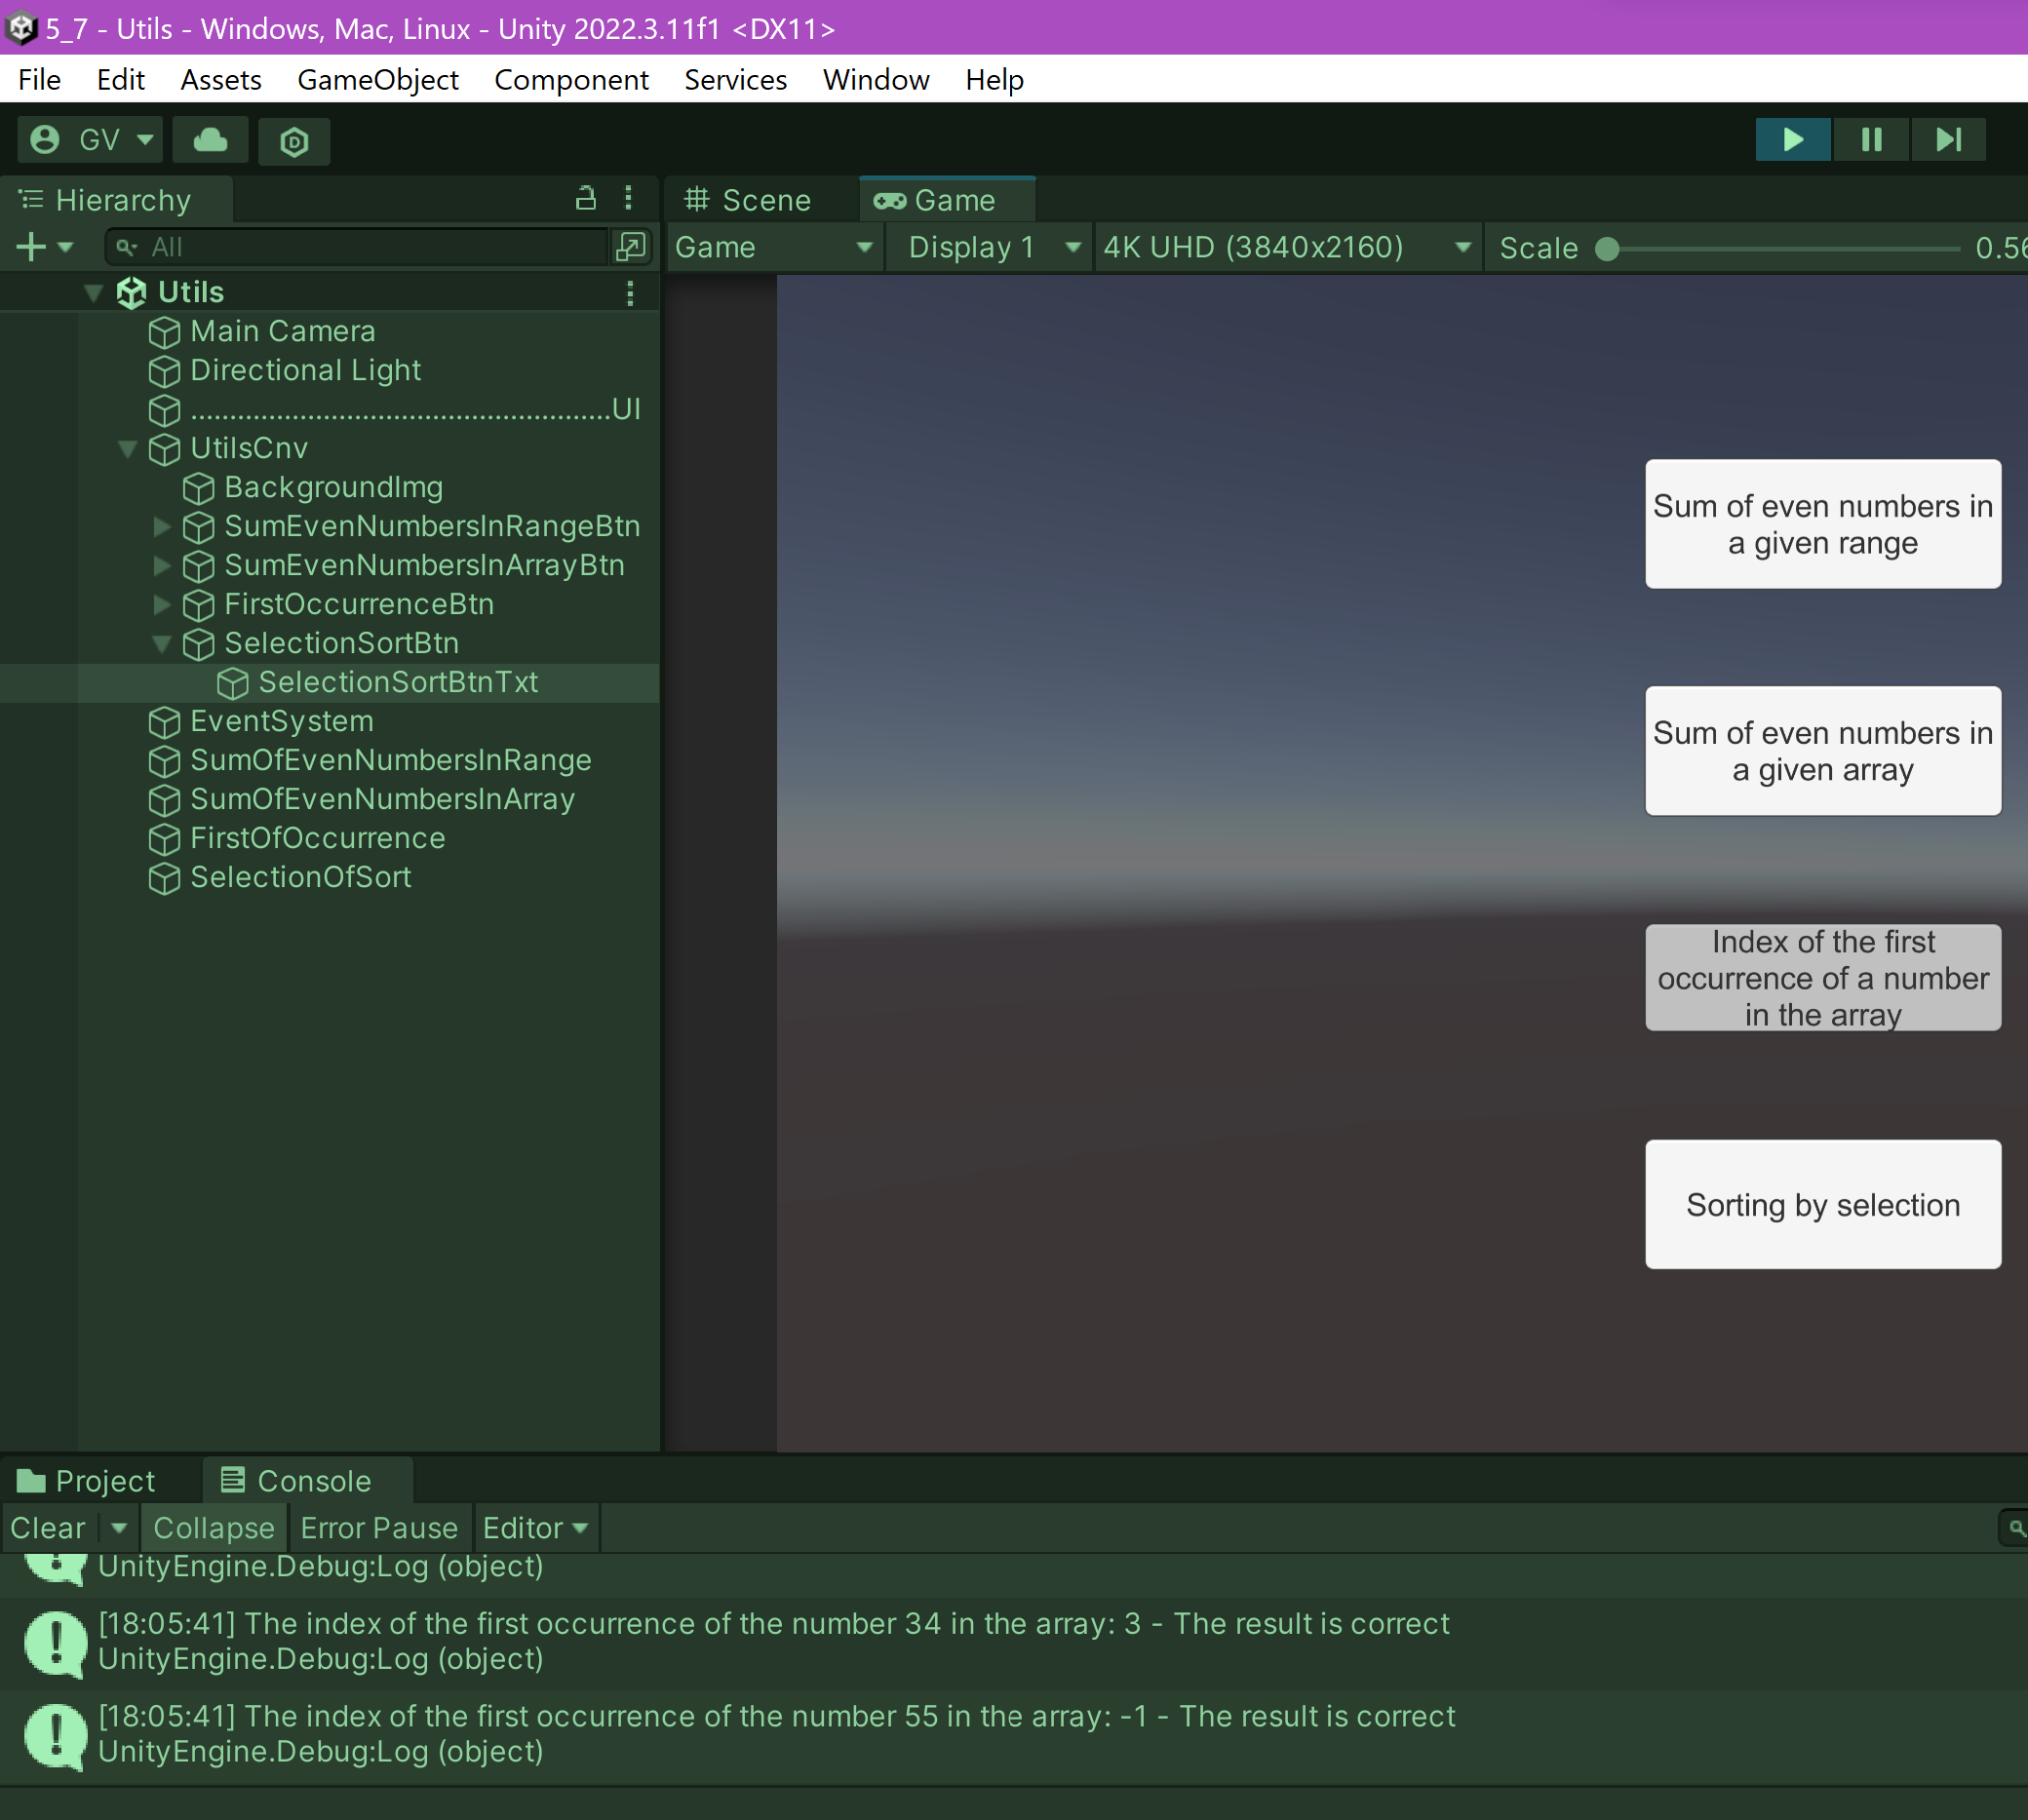 5_7 - Utils - Windows, Mac, Linux - Unity 2022.3.11f1 <DX11>
File Edit Assets GameObject Component Services Window Help
GV
Hierarchy
All
Utils
Main Camera
Directional Light
......................................................UI
UtilsCnv
BackgroundImg
SumEvenNumbersInRangeBtn
SumEvenNumbersInArrayBtn
FirstOccurrenceBtn
SelectionSortBtn
SelectionSortBtnTxt
EventSystem
SumOfEvenNumbersInRange
SumOfEvenNumbersInArray
FirstOfOccurrence
SelectionOfSort
Scene Game
Game Display 1 4K UHD (3840x2160) Scale 0.56
Sum of even numbers in
a given range
Sum of even numbers in
a given array
Index of the first
occurrence of a number
in the array
Sorting by selection
Project Console
Clear Collapse Error Pause Editor
UnityEngine.Debug:Log (object)
[18:05:41] The index of the first occurrence of the number 34 in the array: 3 - The result is correct
UnityEngine.Debug:Log (object)
[18:05:41] The index of the first occurrence of the number 55 in the array: -1 - The result is correct
UnityEngine.Debug:Log (object)